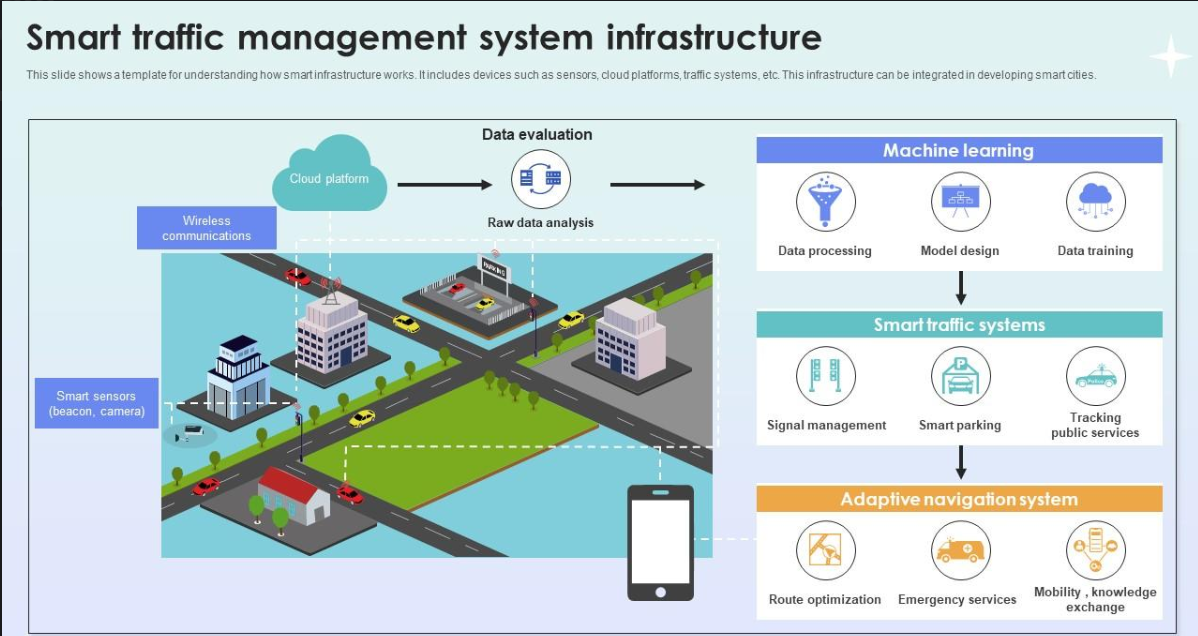 Smart traffic management system infrastructure
This slide shows a template for understanding how smart infrastructure works. It includes devices such as sensors, cloud platforms, traffic systems, etc. This infrastructure can be integrated in developing smart cities.
Data evaluation
Cloud platform
Raw data analysis
Wireless
communications
PARKING
Smart sensors
(beacon, camera)
Machine learning
Data processing
Model design
Data training
Smart traffic systems
P
Police
Signal management
Smart parking
Tracking
public services
Adaptive navigation system
Route optimization
Emergency services
Mobility , knowledge
exchange